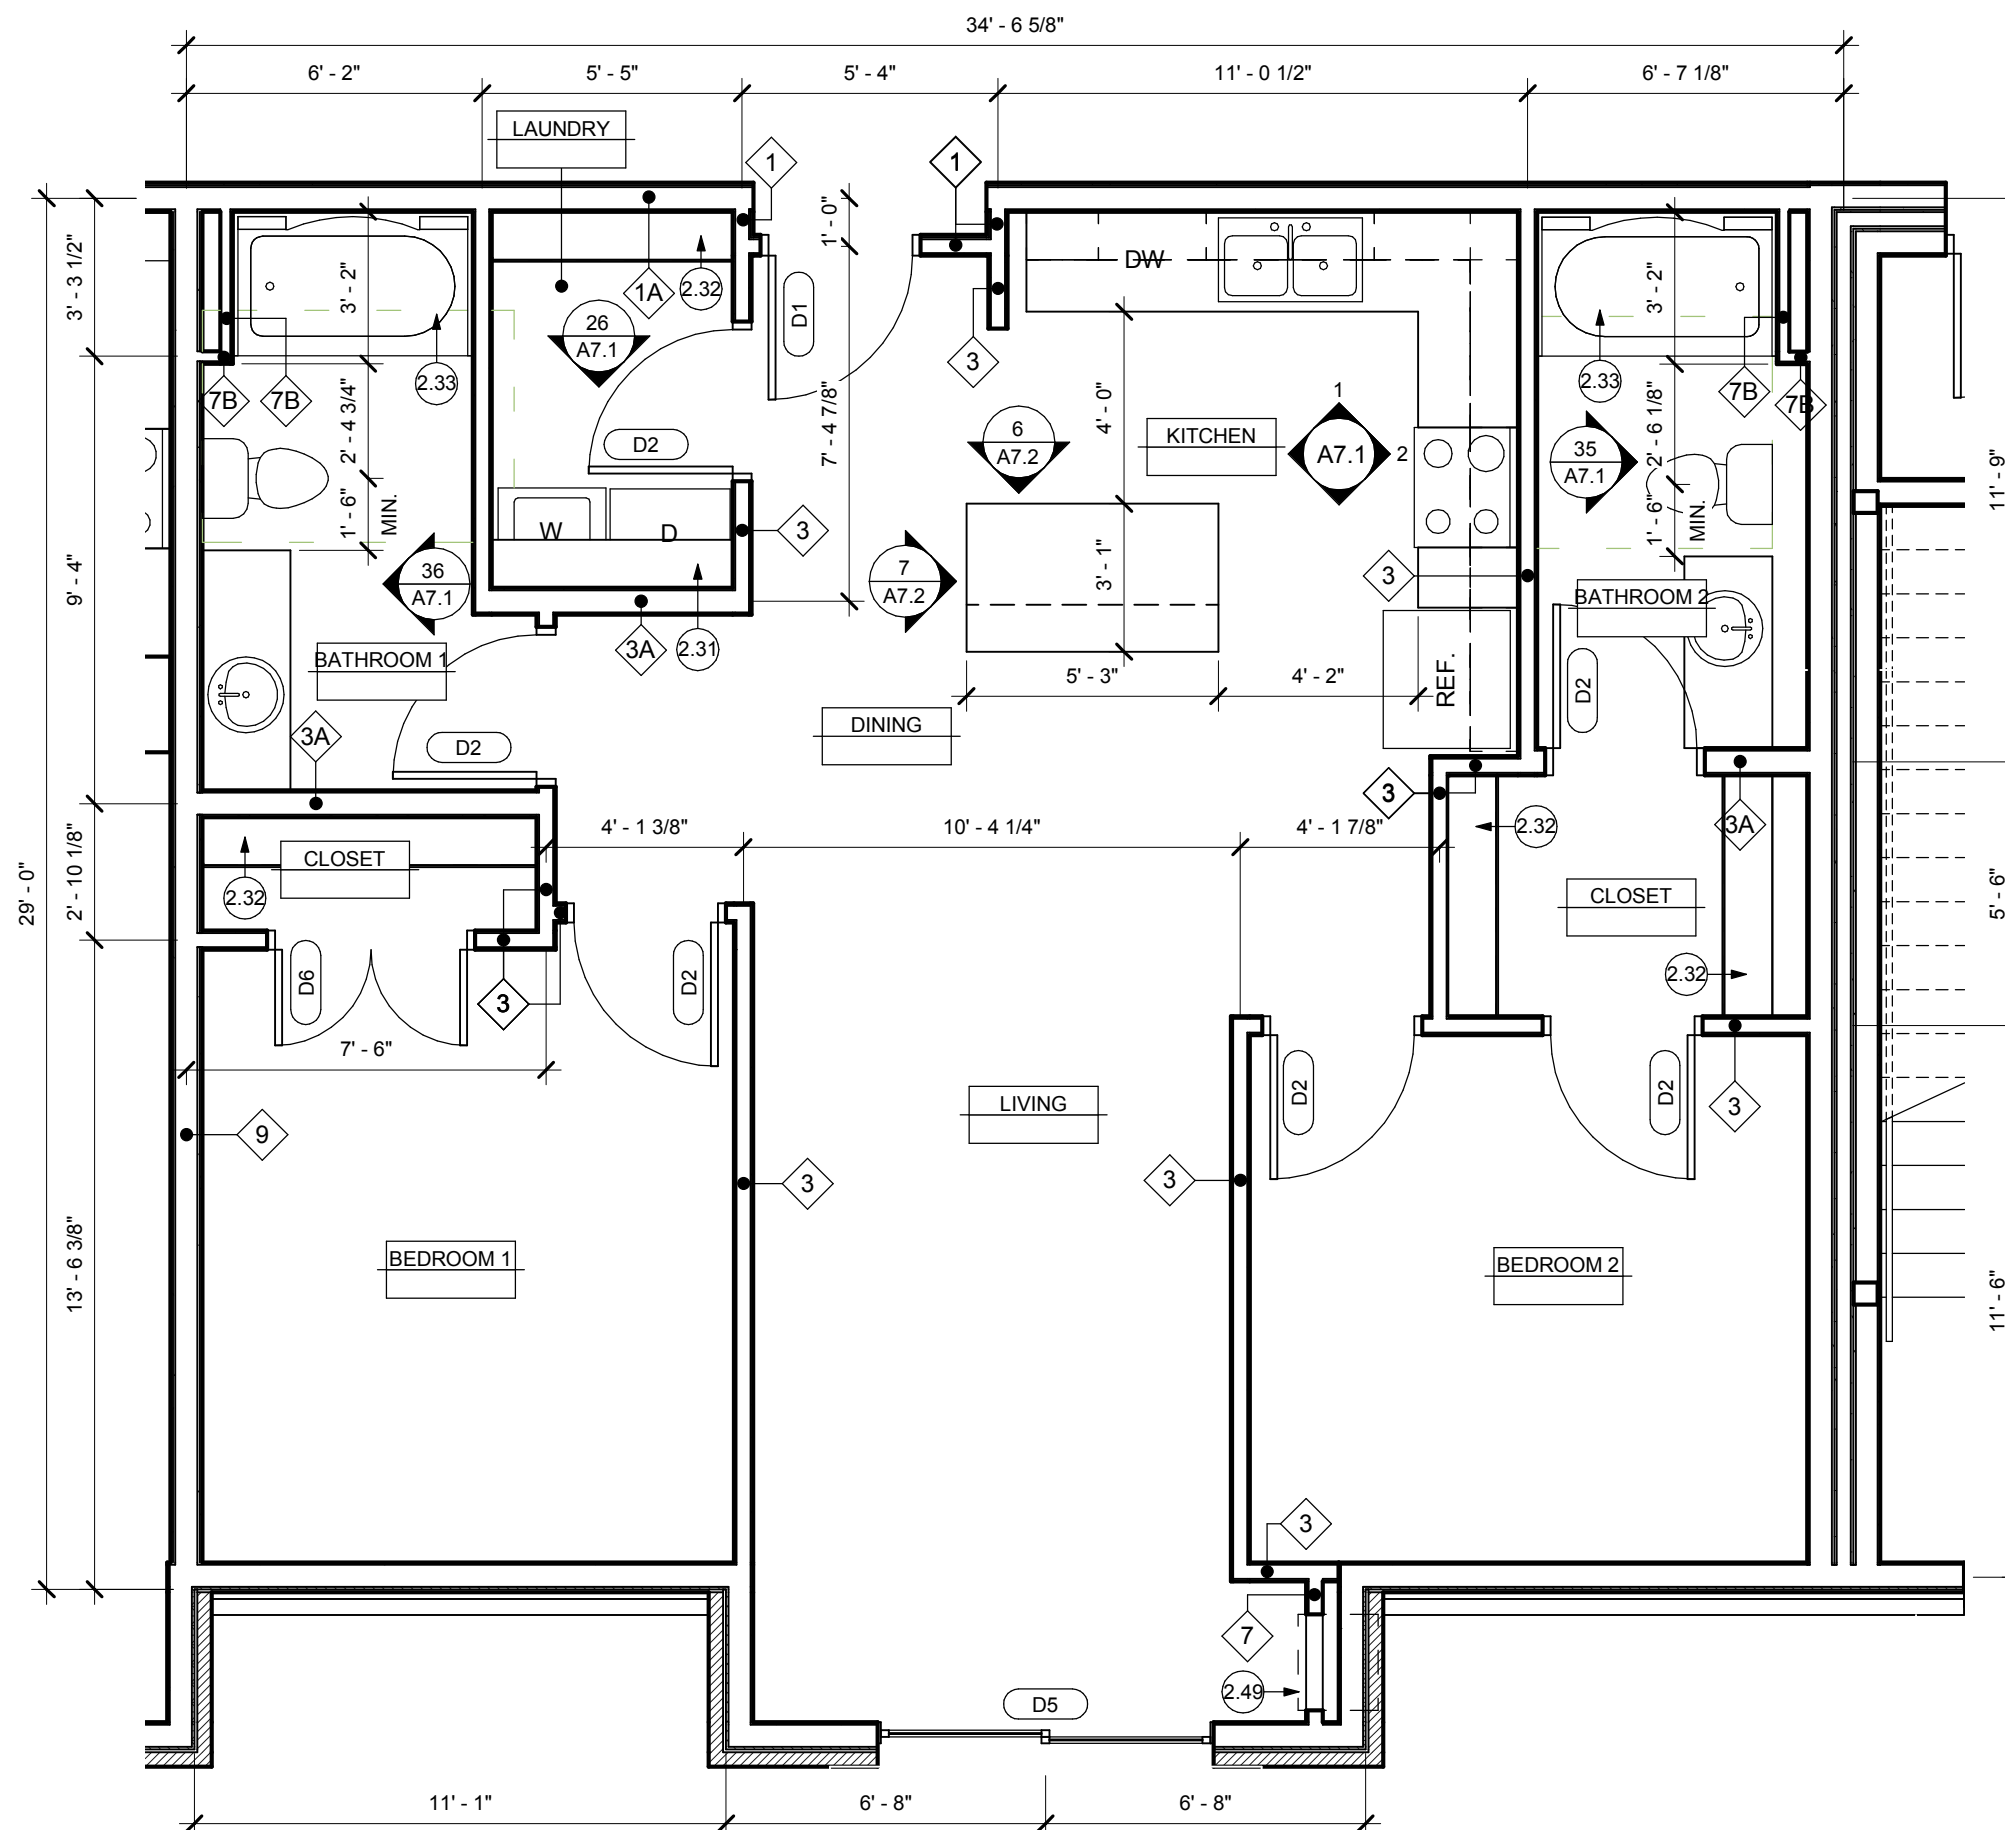 34' - 6 5/8"
6' - 2"
5' - 5"
5' - 4"
11' - 0 1/2"
6' - 7 1/8"
LAUNDRY
1
1
1' - 0"
3' - 3 1/2"
3' - 2"
1A
2.32
D1
DW
3' - 2"
26
A7.1
3
2.33
2.33
7B
7B
7B
7B
2' - 4 3/4"
D2
7' - 4 7/8"
6
A7.2
4' - 0"
KITCHEN
1
A7.1
2
35
A7.1
2' - 6 1/8"
11' - 9"
1' - 6"
MIN.
W
D
3
1' - 6"
MIN.
9' - 4"
36
A7.1
7
A7.2
3' - 1"
3
BATHROOM 2
BATHROOM 1
3A
2.31
5' - 3"
4' - 2"
REF.
D2
3A
D2
DINING
3
4' - 1 3/8"
10' - 4 1/4"
4' - 1 7/8"
2.32
3A
29' - 0"
2' - 10 1/8"
CLOSET
2.32
CLOSET
5' - 6"
D6
3
D2
2.32
7' - 6"
D2
D2
3
LIVING
9
3
3
13' - 6 3/8"
BEDROOM 1
BEDROOM 2
11' - 6"
3
7
2.49
D5
11' - 1"
6' - 8"
6' - 8"